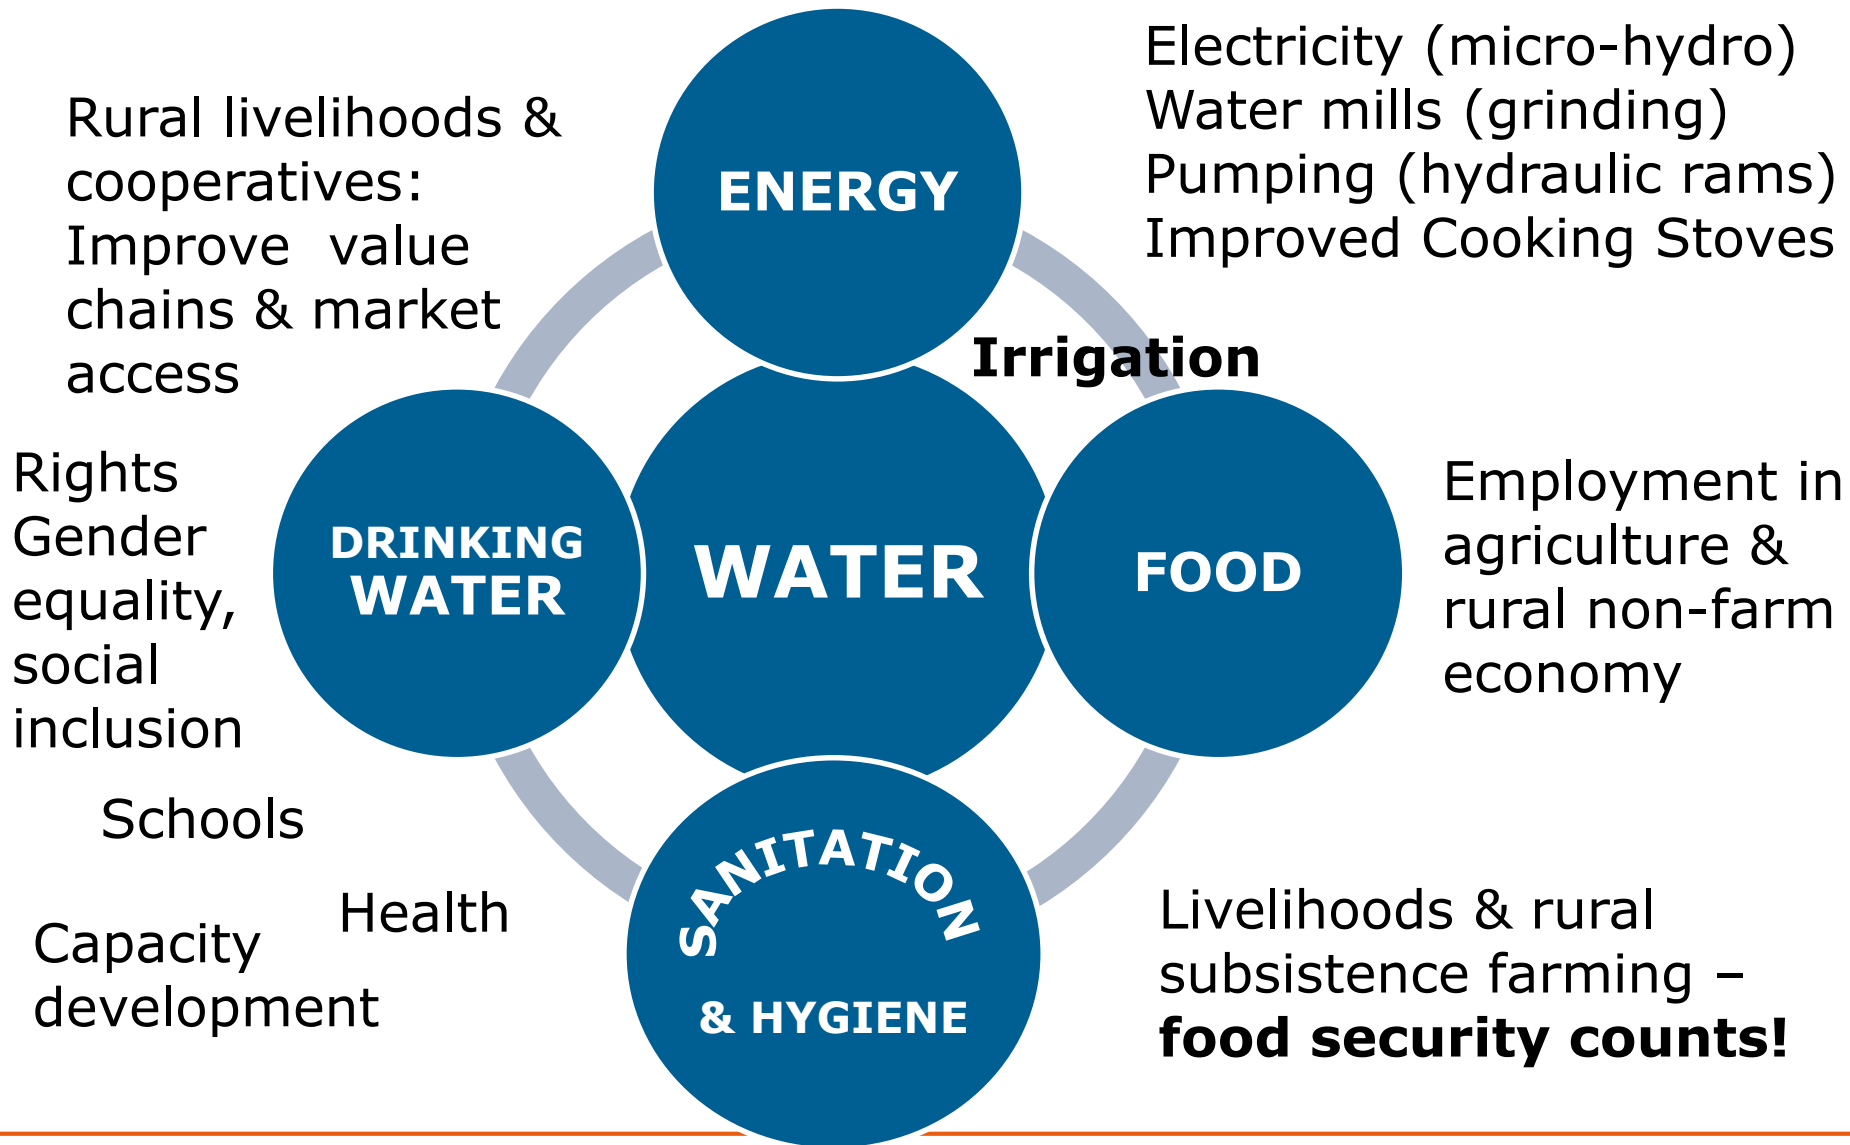 Electricity (micro-hydro)
Water mills (grinding)
Pumping (hydraulic rams)
Improved Cooking Stoves
Rural livelihoods &
cooperatives:
Improve  value
chains & market
access
ENERGY
Irrigation
Rights
Gender
equality,
social
inclusion
DRINKING
WATER
WATER
FOOD
Employment in
agriculture &
rural non-farm
economy
Schools
Health
Capacity
development
SANITATION
& HYGIENE
Livelihoods & rural
subsistence farming –
food security counts!